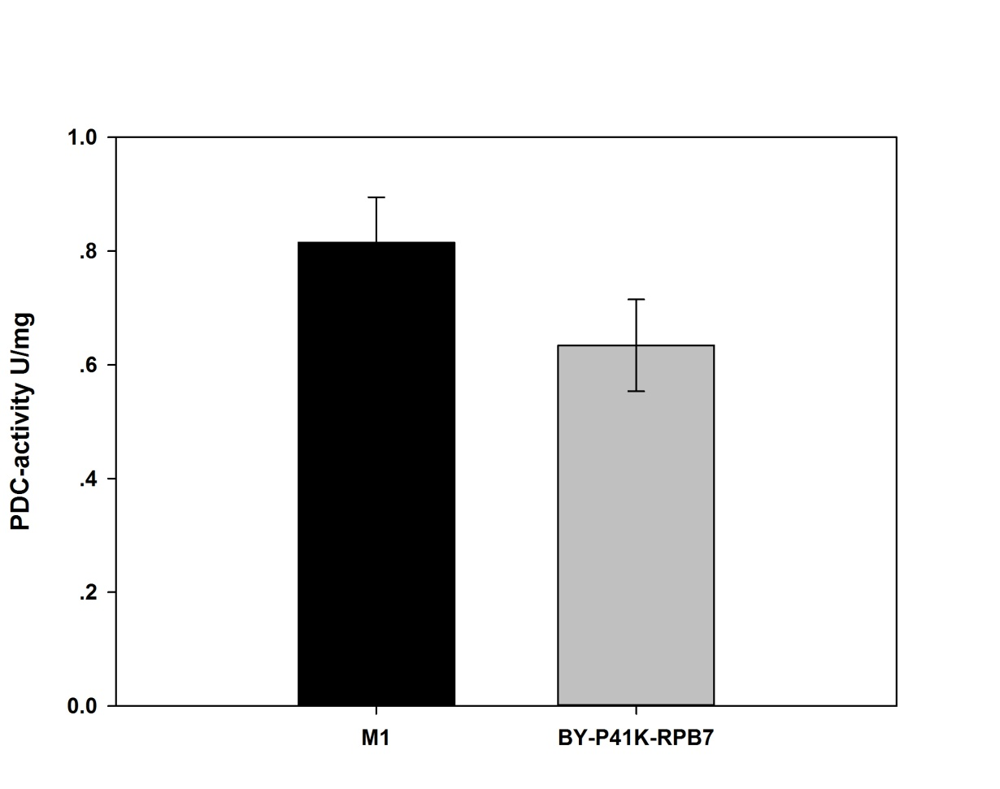 1.0
.8
.6
.4
.2
0.0
PDC-activity U/mg
M1
BY-P41K-RPB7